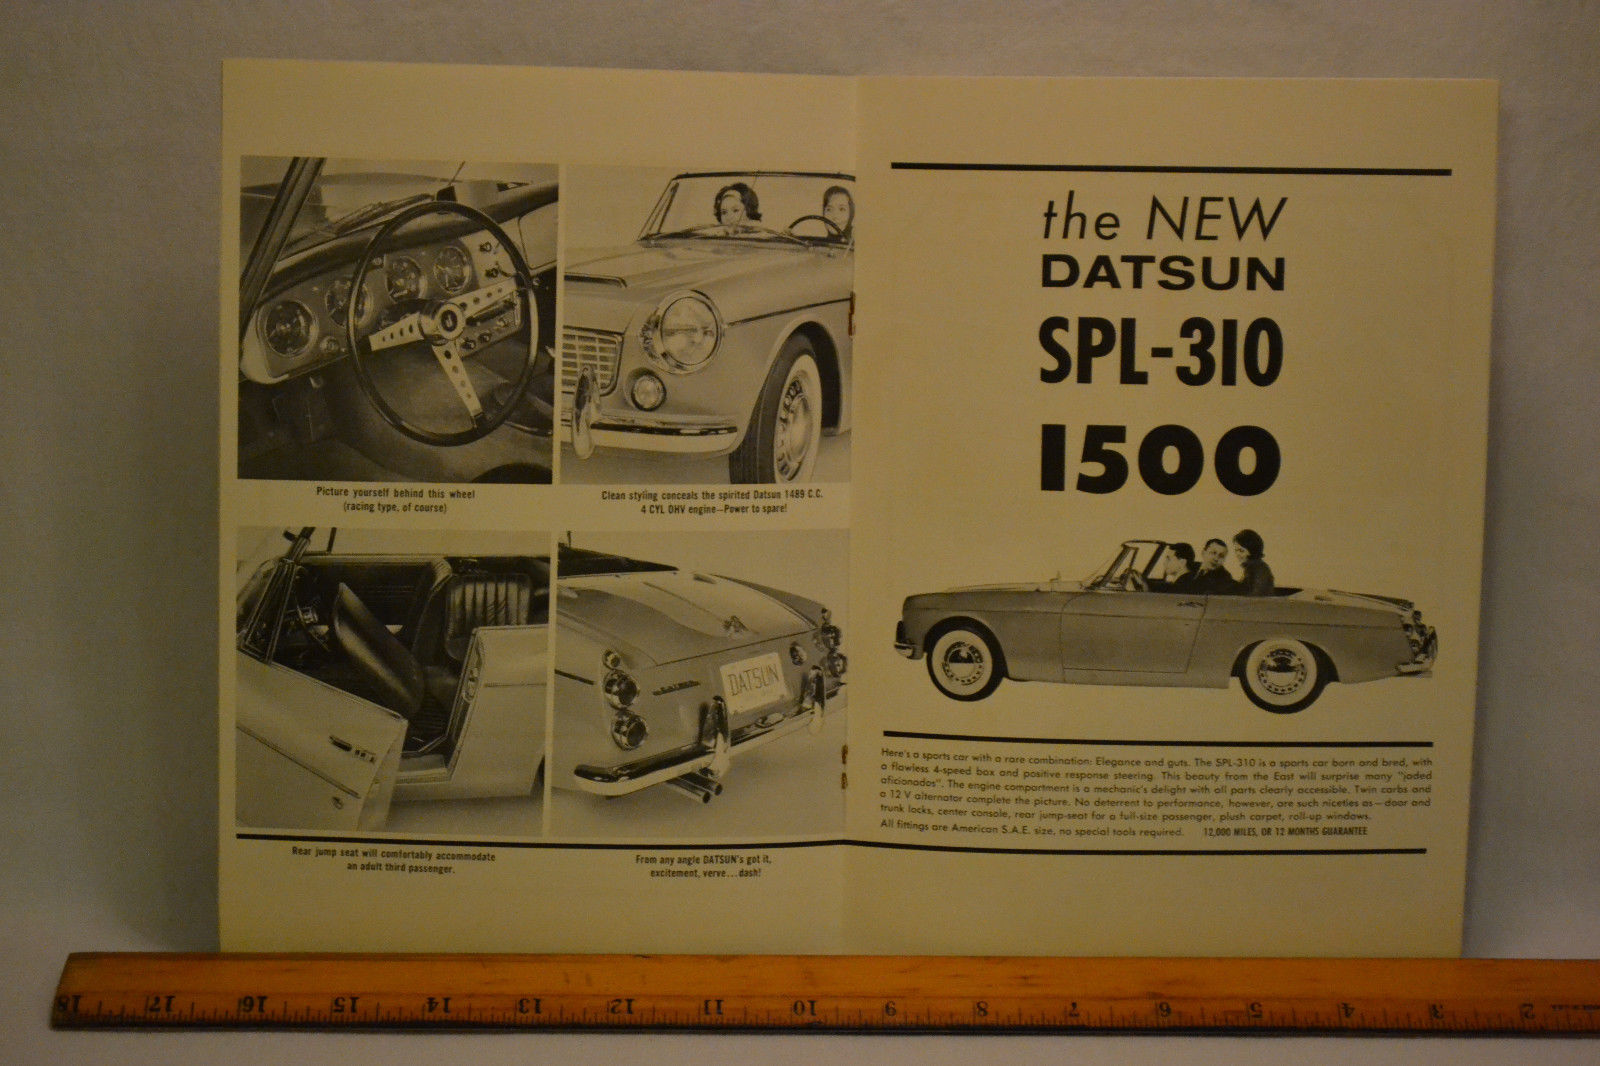 Picture yourself behind this wheel
(racing type, of course)
Clean styling conceals the spirited Datsun 1489 C.C.
4 CYL OHV engine—Power to spare!
DATSUN
Rear jump seat will comfortably accommodate
an adult third passenger.
From any angle DATSUN's got it,
excitement, verve...dash!
the NEW
DATSUN
SPL-310
1500
Here's a sports car with a rare combination: Elegance and guts. The SPL-310 is a sports car born and bred, with
a flawless 4-speed box and positive response steering. This beauty from the East will surprise many "jaded
aficionados". The engine compartment is a mechanic's delight with all parts clearly accessible. Twin carbs and
a 12 V alternator complete the picture. No deterrent to performance, however, are such niceties as—door and
trunk locks, center console, rear jump-seat for a full-size passenger, plush carpet, roll-up windows.
All fittings are American S.A.E. size, no special tools required. 12,000 MILES, OR 12 MONTHS GUARANTEE
18 17 16 15 14 13 12 11 10 9 8 7 6 5 4 3 2